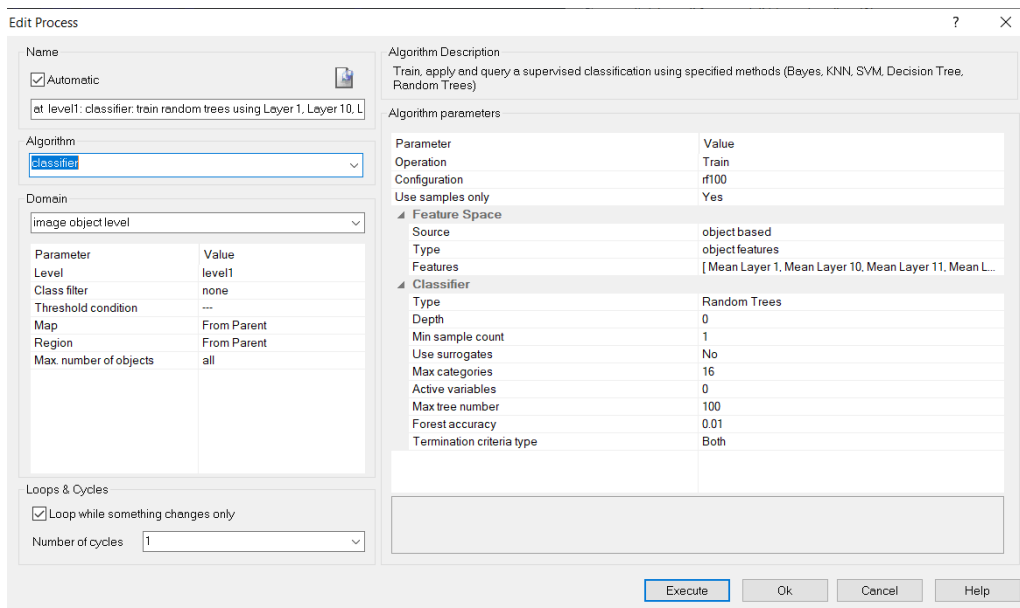 Edit Process
Name
Automatic
at level1: classifier: train random trees using Layer 1, Layer 10, L
Algorithm
classifier
Domain
image object level
Parameter Value
Level level1
Class filter none
Threshold condition ---
Map From Parent
Region From Parent
Max. number of objects all
Loops & Cycles
Loop while something changes only
Number of cycles 1
Algorithm Description
Train, apply and query a supervised classification using specified methods (Bayes, KNN, SVM, Decision Tree,
Random Trees)
Algorithm parameters
Parameter Value
Operation Train
Configuration rf100
Use samples only Yes
Feature Space
Source object based
Type object features
Features [ Mean Layer 1, Mean Layer 10, Mean Layer 11, Mean L...
Classifier
Type Random Trees
Depth 0
Min sample count 1
Use surrogates No
Max categories 16
Active variables 0
Max tree number 100
Forest accuracy 0.01
Termination criteria type Both
Execute Ok Cancel Help